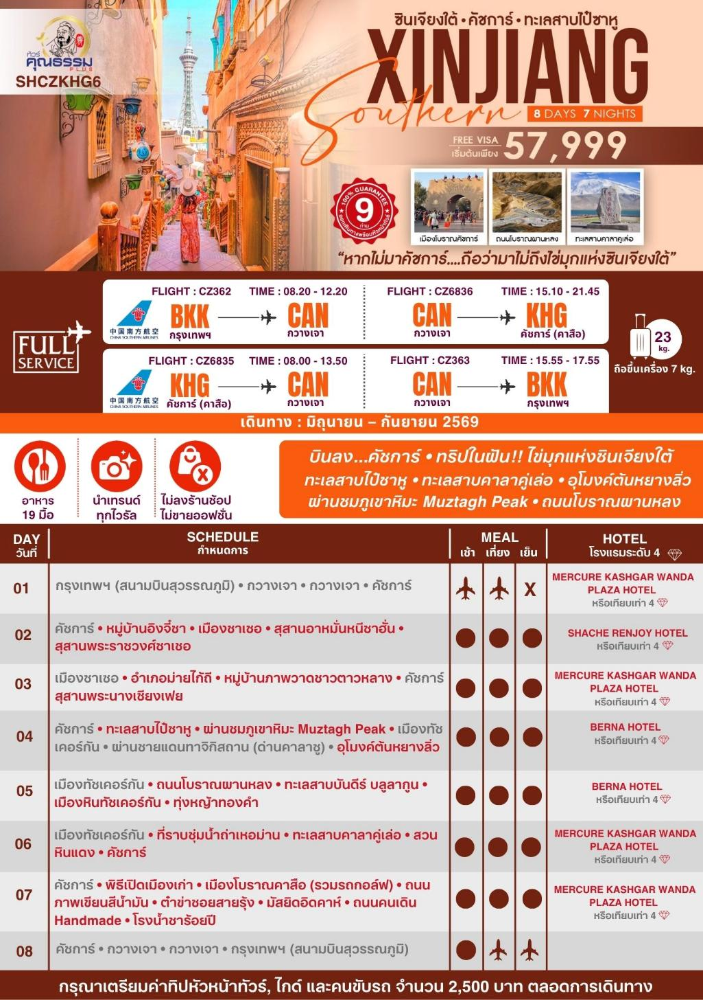 ซินเจียงใต้ • คัชการ์ • ทะเลสาบไป๋ซาหู
XINJIANG
Southern
8 DAYS 7 NIGHTS
ทัวร์
คุณธรรม
PLUS
SHCZKHG6
FREE VISA
เริ่มต้นเพียง
57,999
100% GUARANTEE
9
ท่าน
ออกเดินทางพร้อมหัวหน้าทัวร์
เมืองโบราณคัชการ์
ถนนโบราณผานหลง
ทะเลสาบคาลาคูเล่อ
“หากไม่มาคัชการ์....ถือว่ามาไม่ถึงไข่มุกแห่งซินเจียงใต้”
FULL
SERVICE
FLIGHT : CZ362 TIME : 08.20 - 12.20
BKK CAN
กรุงเทพฯ กวางเจา
中国南方航空
CHINA SOUTHERN AIRLINES
FLIGHT : CZ6836 TIME : 15.10 - 21.45
CAN KHG
กวางเจา คัชการ์ (คาสือ)
FLIGHT : CZ6835 TIME : 08.00 - 13.50
KHG CAN
คัชการ์ (คาสือ) กวางเจา
中国南方航空
CHINA SOUTHERN AIRLINES
FLIGHT : CZ363 TIME : 15.55 - 17.55
CAN BKK
กวางเจา กรุงเทพฯ
23
kg.
ถือขึ้นเครื่อง 7 kg.
เดินทาง : มิถุนายน – กันยายน 2569
อาหาร
19 มื้อ
นำเทรนด์
ทุกไวรัล
ไม่ลงร้านช้อป
ไม่ขายออฟชั่น
บินลง...คัชการ์ • ทริปในฝัน!! ไข่มุกแห่งซินเจียงใต้
ทะเลสาบไป๋ซาหู • ทะเลสาบคาลาคู่เล่อ • อุโมงค์ต้นหยางลิ่ว
ผ่านชมภูเขาหิมะ Muztagh Peak • ถนนโบราณผานหลง
DAY
วันที่
SCHEDULE
กำหนดการ
MEAL
เช้า เที่ยง เย็น
HOTEL
โรงแรมระดับ 4
01
กรุงเทพฯ (สนามบินสุวรรณภูมิ) • กวางเจา • กวางเจา • คัชการ์
X
MERCURE KASHGAR WANDA
PLAZA HOTEL
หรือเทียบเท่า 4
02
คัชการ์ • หมู่บ้านอิงจี๋ซา • เมืองซาเซอ • สุสานอาหมั่นหนีซาฮั่น •
สุสานพระราชวงศ์ชาเชอ
SHACHE RENJOY HOTEL
หรือเทียบเท่า 4
03
เมืองซาเซอ • อำเภอม่ายไก้ถี • หมู่บ้านภาพวาดชาวตาวหลาง • คัชการ์
สุสานพระนางเซียงเฟย
MERCURE KASHGAR WANDA
PLAZA HOTEL
หรือเทียบเท่า 4
04
คัชการ์ • ทะเลสาบไป๋ซาหู • ผ่านชมภูเขาหิมะ Muztagh Peak • เมืองทัช
เคอร์กัน • ผ่านชายแดนทาจิกิสถาน (ด่านคาลาซู) • อุโมงค์ต้นหยางลิ่ว
BERNA HOTEL
หรือเทียบเท่า 4
05
เมืองทัชเคอร์กัน • ถนนโบราณผานหลง • ทะเลสาบบันดีร์ บลูลากูน •
เมืองหินทัชเคอร์กัน • ทุ่งหญ้าทองคำ
BERNA HOTEL
หรือเทียบเท่า 4
06
เมืองทัชเคอร์กัน • ที่ราบชุ่มน้ำถ่าเหอม่าน • ทะเลสาบคาลาคู่เล่อ • สวน
หินแดง • คัชการ์
MERCURE KASHGAR WANDA
PLAZA HOTEL
หรือเทียบเท่า 4
07
คัชการ์ • พิธีเปิดเมืองเก่า • เมืองโบราณคาสือ (รวมรถกอล์ฟ) • ถนน
ภาพเขียนสีน้ำมัน • ต๋าข่าซอยสายรุ้ง • มัสยิดอิดคาห์ • ถนนคนเดิน
Handmade • โรงน้ำชาร้อยปี
MERCURE KASHGAR WANDA
PLAZA HOTEL
หรือเทียบเท่า 4
08
คัชการ์ • กวางเจา • กวางเจา • กรุงเทพฯ (สนามบินสุวรรณภูมิ)
กรุณาเตรียมค่าทิปหัวหน้าทัวร์, ไกด์ และคนขับรถ จำนวน 2,500 บาท ตลอดการเดินทาง